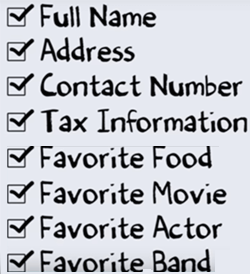 Full Name
Address
Contact Number
Tax Information
Favorite Food
Favorite Movie
Favorite Actor
Favorite Band